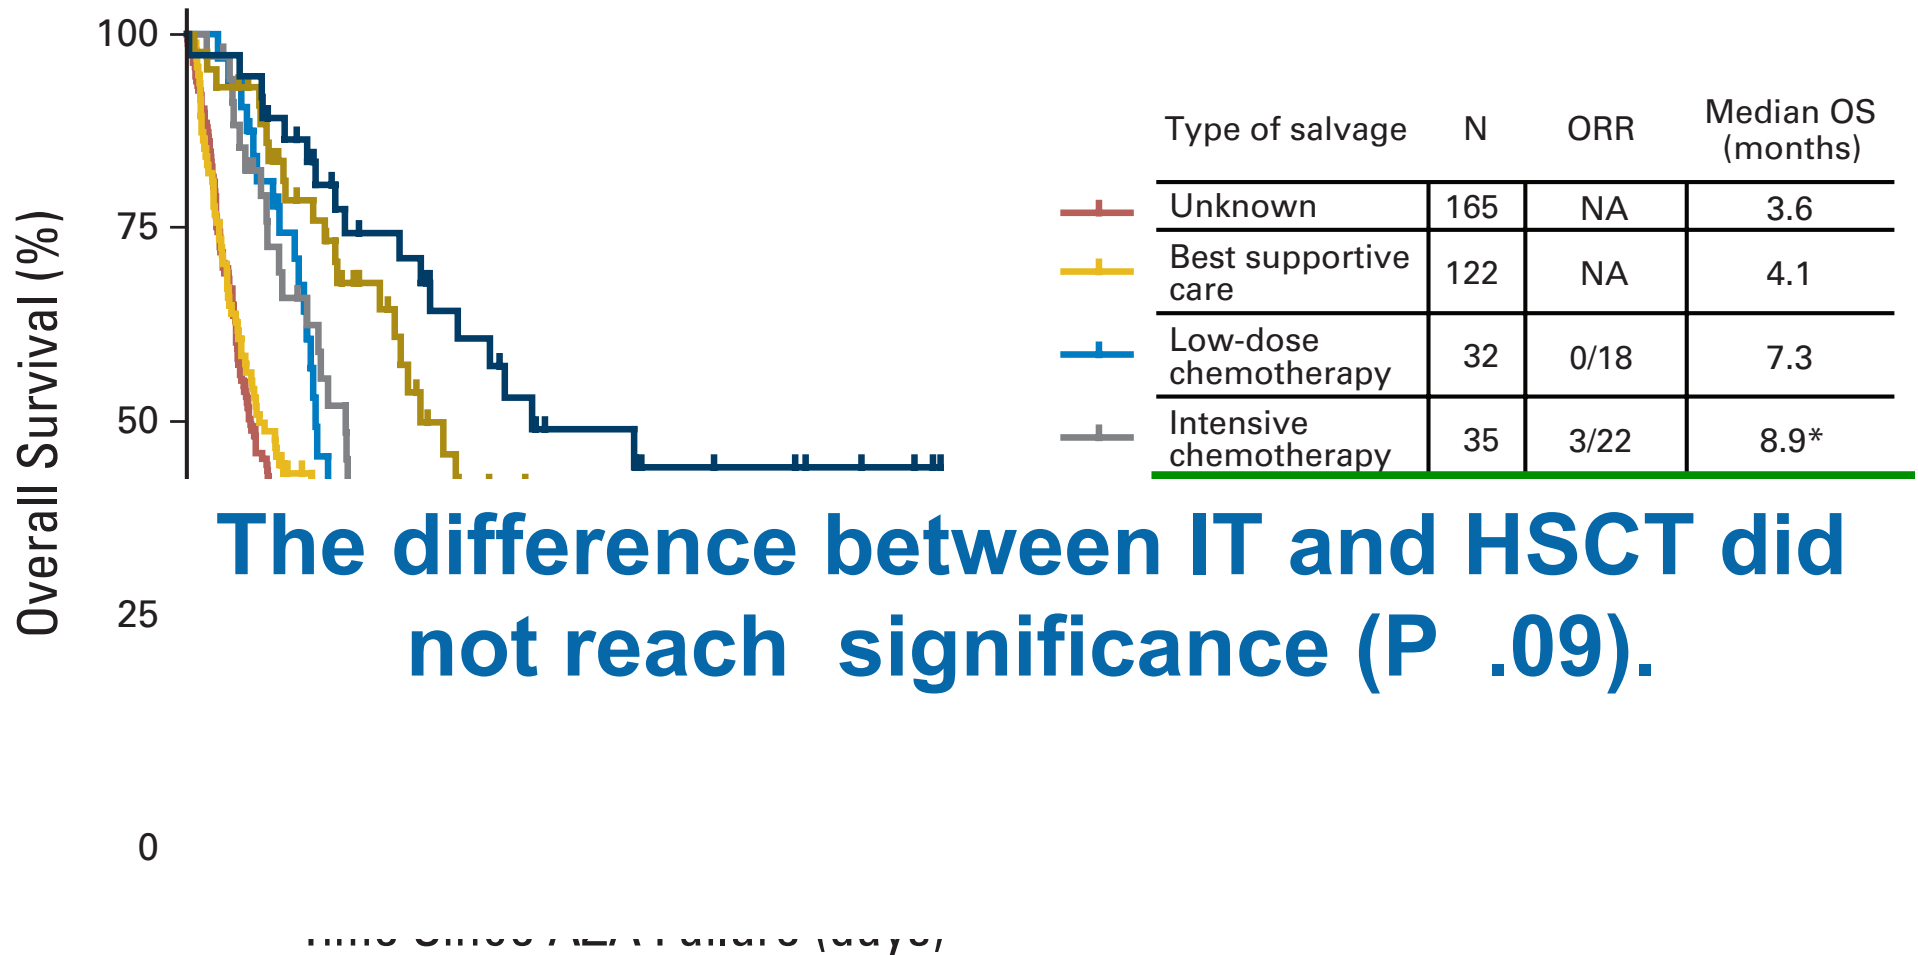 100
75
50
25
0
Overall Survival (%)
Type of salvage N ORR Median OS
(months)
Unknown 165 NA 3.6
Best supportive
care 122 NA 4.1
Low-dose
chemotherapy 32 0/18 7.3
Intensive
chemotherapy 35 3/22 8.9*
The difference between IT and HSCT did
not reach significance (P .09).
(days)